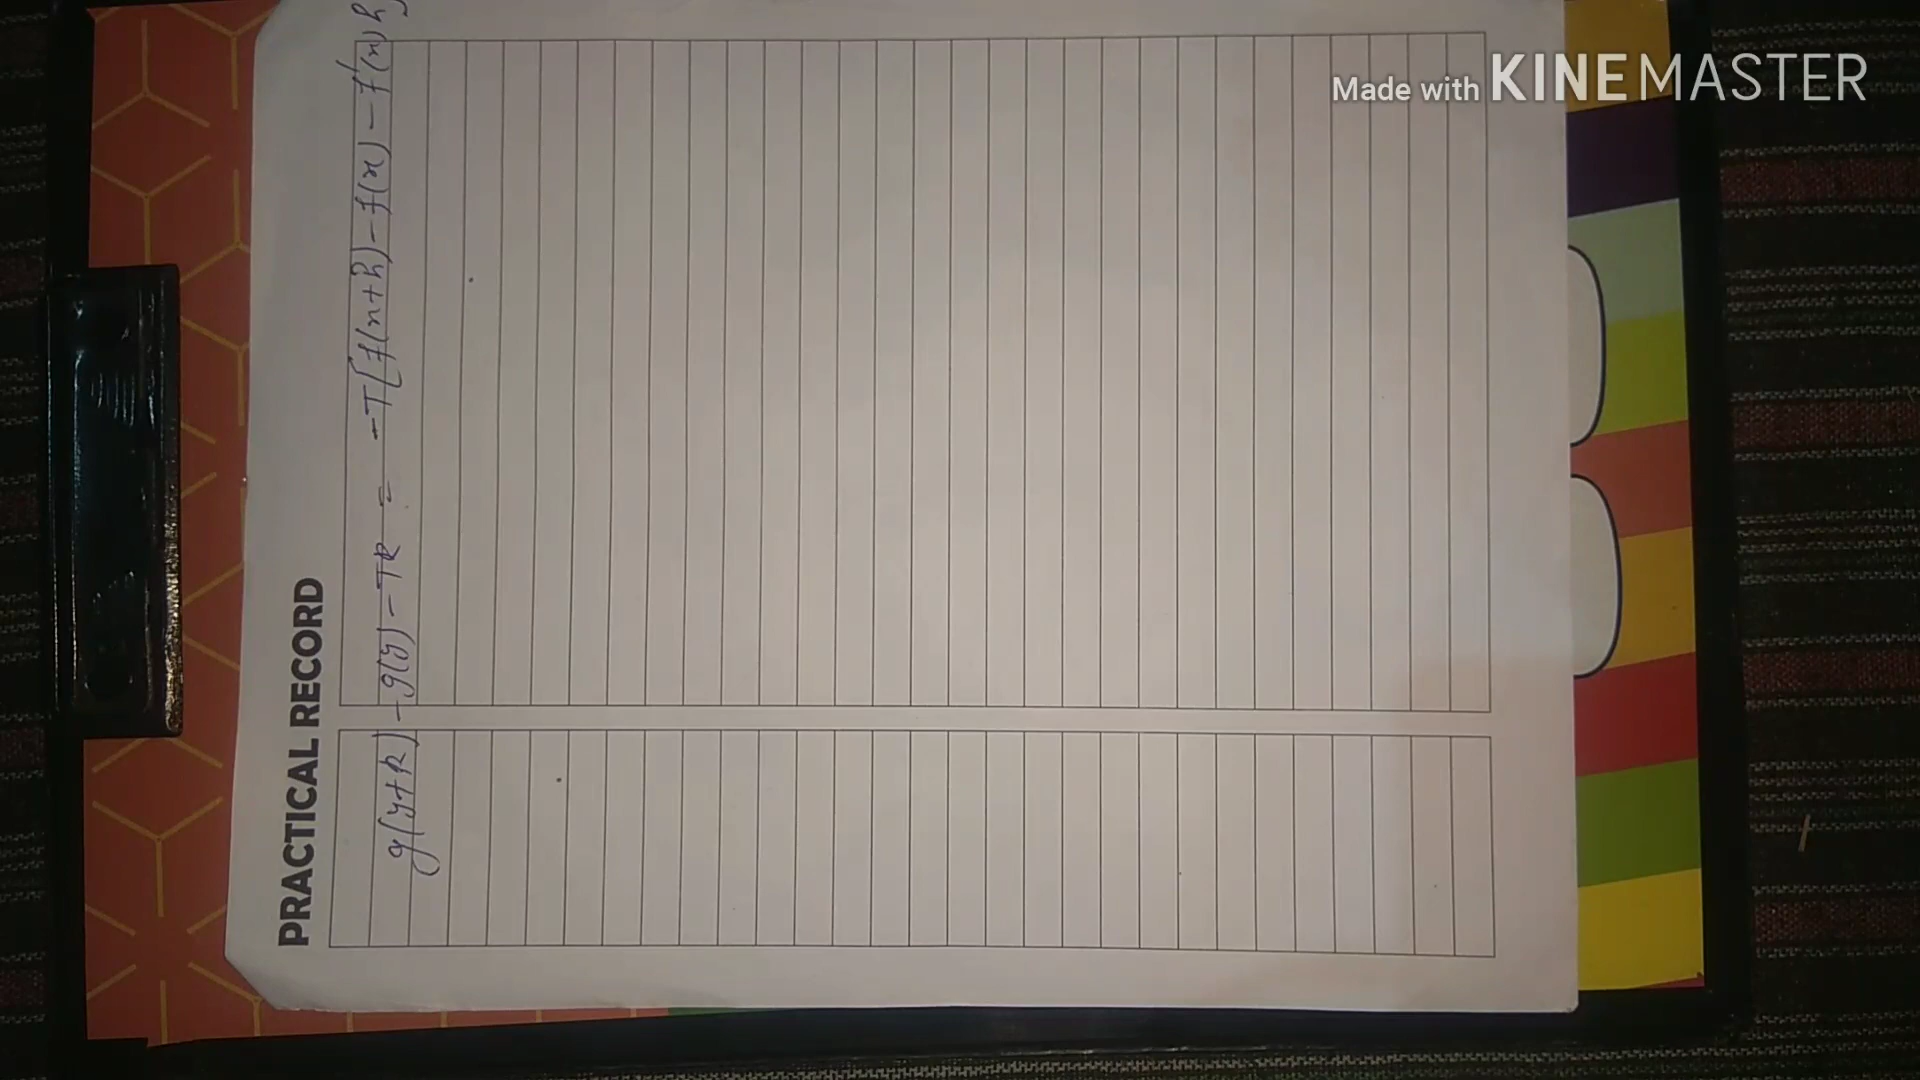 Made with KINEMASTER
PRACTICAL RECORD
g(y+k) - g(y) - Tk = -T[f(x+h) - f(x) - f'(x)h]